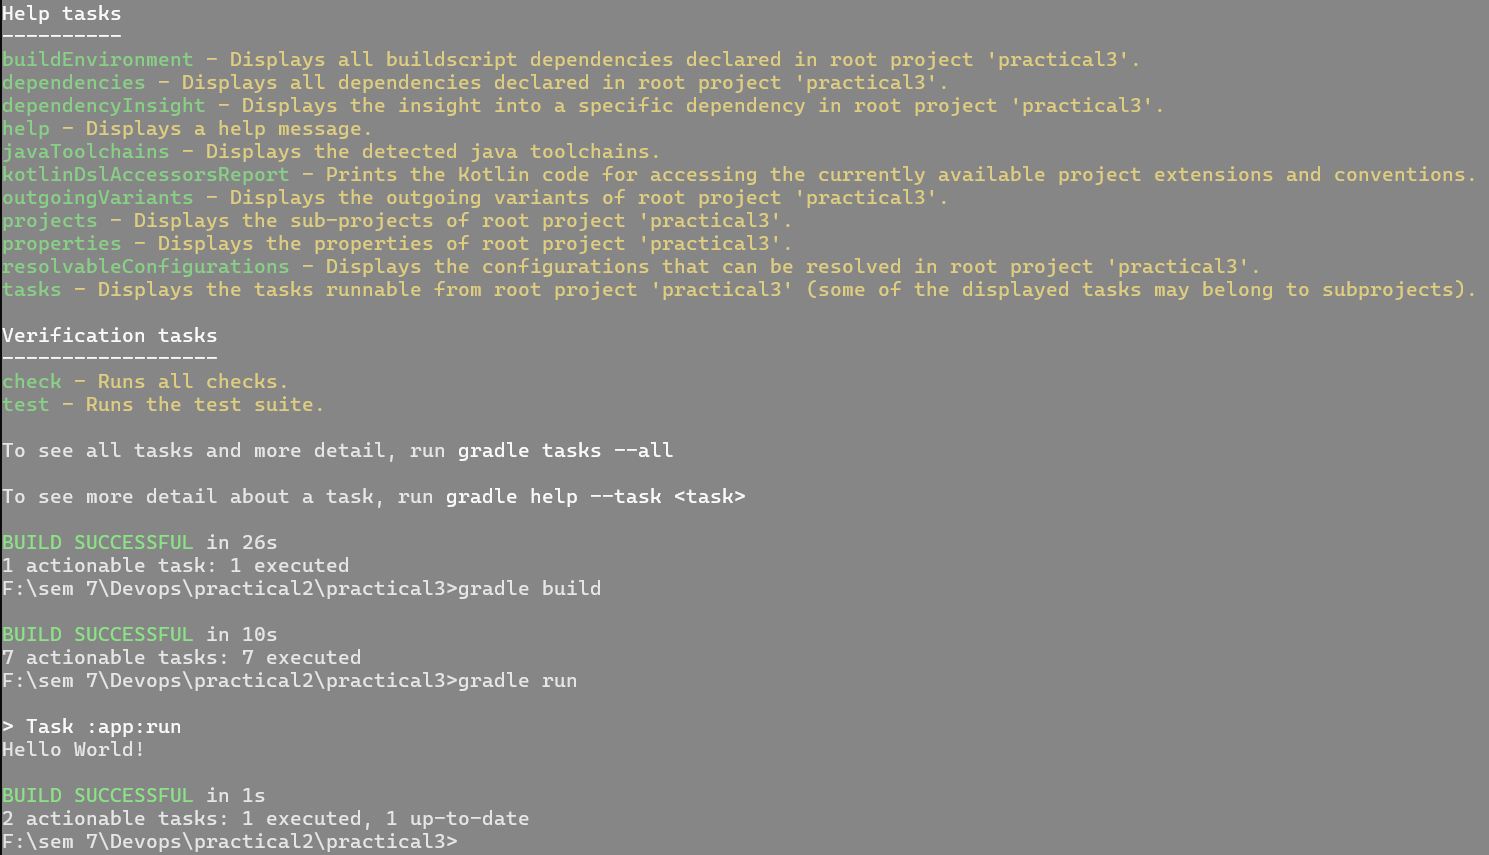 Help tasks
----------
buildEnvironment - Displays all buildscript dependencies declared in root project 'practical3'.
dependencies - Displays all dependencies declared in root project 'practical3'.
dependencyInsight - Displays the insight into a specific dependency in root project 'practical3'.
help - Displays a help message.
javaToolchains - Displays the detected java toolchains.
kotlinDslAccessorsReport - Prints the Kotlin code for accessing the currently available project extensions and conventions.
outgoingVariants - Displays the outgoing variants of root project 'practical3'.
projects - Displays the sub-projects of root project 'practical3'.
properties - Displays the properties of root project 'practical3'.
resolvableConfigurations - Displays the configurations that can be resolved in root project 'practical3'.
tasks - Displays the tasks runnable from root project 'practical3' (some of the displayed tasks may belong to subprojects).
Verification tasks
------------------
check - Runs all checks.
test - Runs the test suite.
To see all tasks and more detail, run gradle tasks --all
To see more detail about a task, run gradle help --task <task>
BUILD SUCCESSFUL in 26s
1 actionable task: 1 executed
F:\sem 7\Devops\practical2\practical3>gradle build
BUILD SUCCESSFUL in 10s
7 actionable tasks: 7 executed
F:\sem 7\Devops\practical2\practical3>gradle run
> Task :app:run
Hello World!
BUILD SUCCESSFUL in 1s
2 actionable tasks: 1 executed, 1 up-to-date
F:\sem 7\Devops\practical2\practical3>